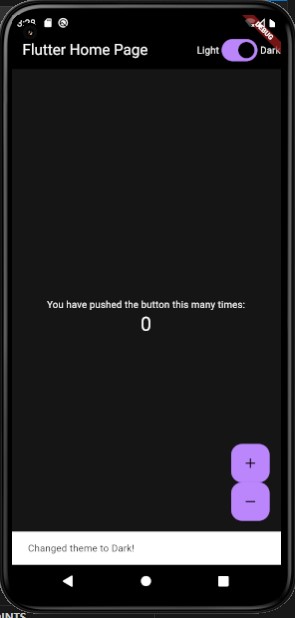 3:28
DEBUG
Flutter Home Page
Light
Dark
You have pushed the button this many times:
0
+
−
Changed theme to Dark!